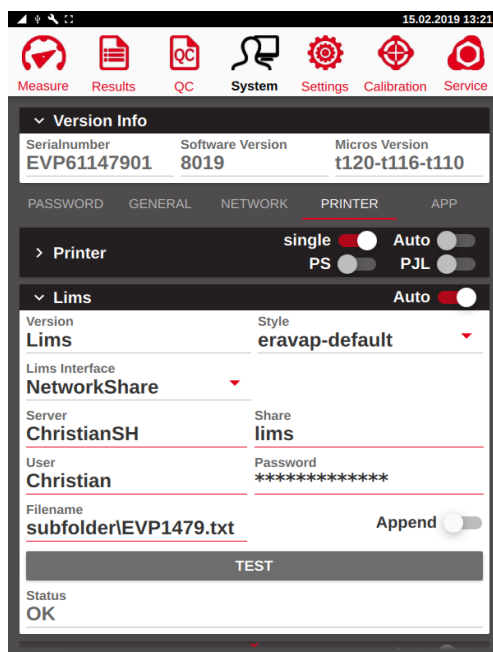 15.02.2019 13:21
Measure Results QC System Settings Calibration Service
QC
Version Info
Serialnumber Software Version Micros Version
EVP61147901 8019 t120-t116-t110
PASSWORD GENERAL NETWORK PRINTER APP
Printer single Auto
PS PJL
Lims Auto
Version Style
Lims eravap-default
Lims Interface
NetworkShare
Server Share
ChristianSH lims
User Password
Christian *************
Filename
subfolder\EVP1479.txt Append
TEST
Status
OK